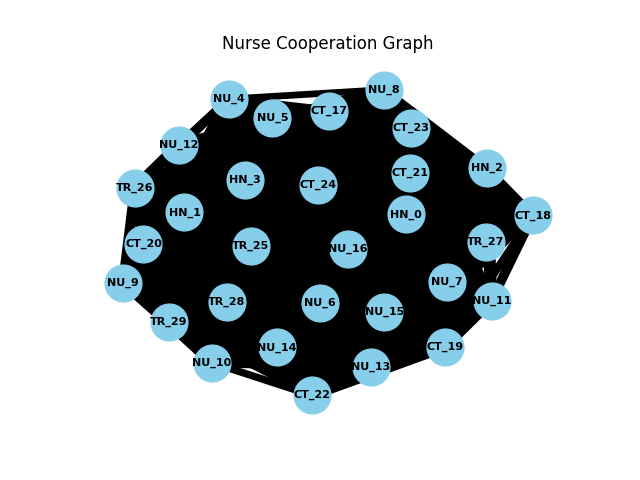 Nurse Cooperation Graph
NU_8
NU_4
CT_17
NU_5
CT_23
NU_12
HN_2
CT_21
HN_3
CT_24
TR_26
HN_1
HN_0
CT_18
TR_27
CT_20
TR_25
NU_16
NU_9
NU_7
NU_11
TR_28
NU_6
NU_15
TR_29
NU_14
CT_19
NU_10
NU_13
CT_22